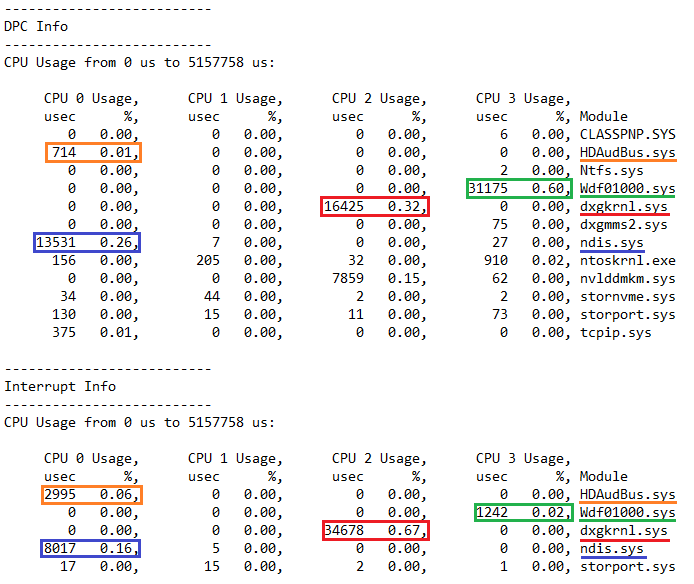 --------------------------
DPC Info
--------------------------
CPU Usage from 0 us to 5157758 us:
CPU 0 Usage, CPU 1 Usage, CPU 2 Usage, CPU 3 Usage,
usec %, usec %, usec %, usec %, Module
0 0.00, 0 0.00, 0 0.00, 6 0.00, CLASSPNP.SYS
714 0.01, 0 0.00, 0 0.00, 0 0.00, HDAudBus.sys
0 0.00, 0 0.00, 0 0.00, 2 0.00, Ntfs.sys
0 0.00, 0 0.00, 0 0.00, 31175 0.60, Wdf01000.sys
0 0.00, 0 0.00, 16425 0.32, 0 0.00, dxgkrnl.sys
0 0.00, 0 0.00, 0 0.00, 75 0.00, dxgmms2.sys
13531 0.26, 7 0.00, 0 0.00, 27 0.00, ndis.sys
156 0.00, 205 0.00, 32 0.00, 910 0.02, ntoskrnl.exe
0 0.00, 0 0.00, 7859 0.15, 62 0.00, nvlddmkm.sys
34 0.00, 44 0.00, 2 0.00, 2 0.00, stornvme.sys
130 0.00, 15 0.00, 11 0.00, 73 0.00, storport.sys
375 0.01, 0 0.00, 0 0.00, 0 0.00, tcpip.sys
--------------------------
Interrupt Info
--------------------------
CPU Usage from 0 us to 5157758 us:
CPU 0 Usage, CPU 1 Usage, CPU 2 Usage, CPU 3 Usage,
usec %, usec %, usec %, usec %, Module
2995 0.06, 0 0.00, 0 0.00, 0 0.00, HDAudBus.sys
0 0.00, 0 0.00, 0 0.00, 1242 0.02, Wdf01000.sys
0 0.00, 0 0.00, 34678 0.67, 0 0.00, dxgkrnl.sys
8017 0.16, 5 0.00, 0 0.00, 0 0.00, ndis.sys
17 0.00, 15 0.00, 2 0.00, 1 0.00, storport.sys